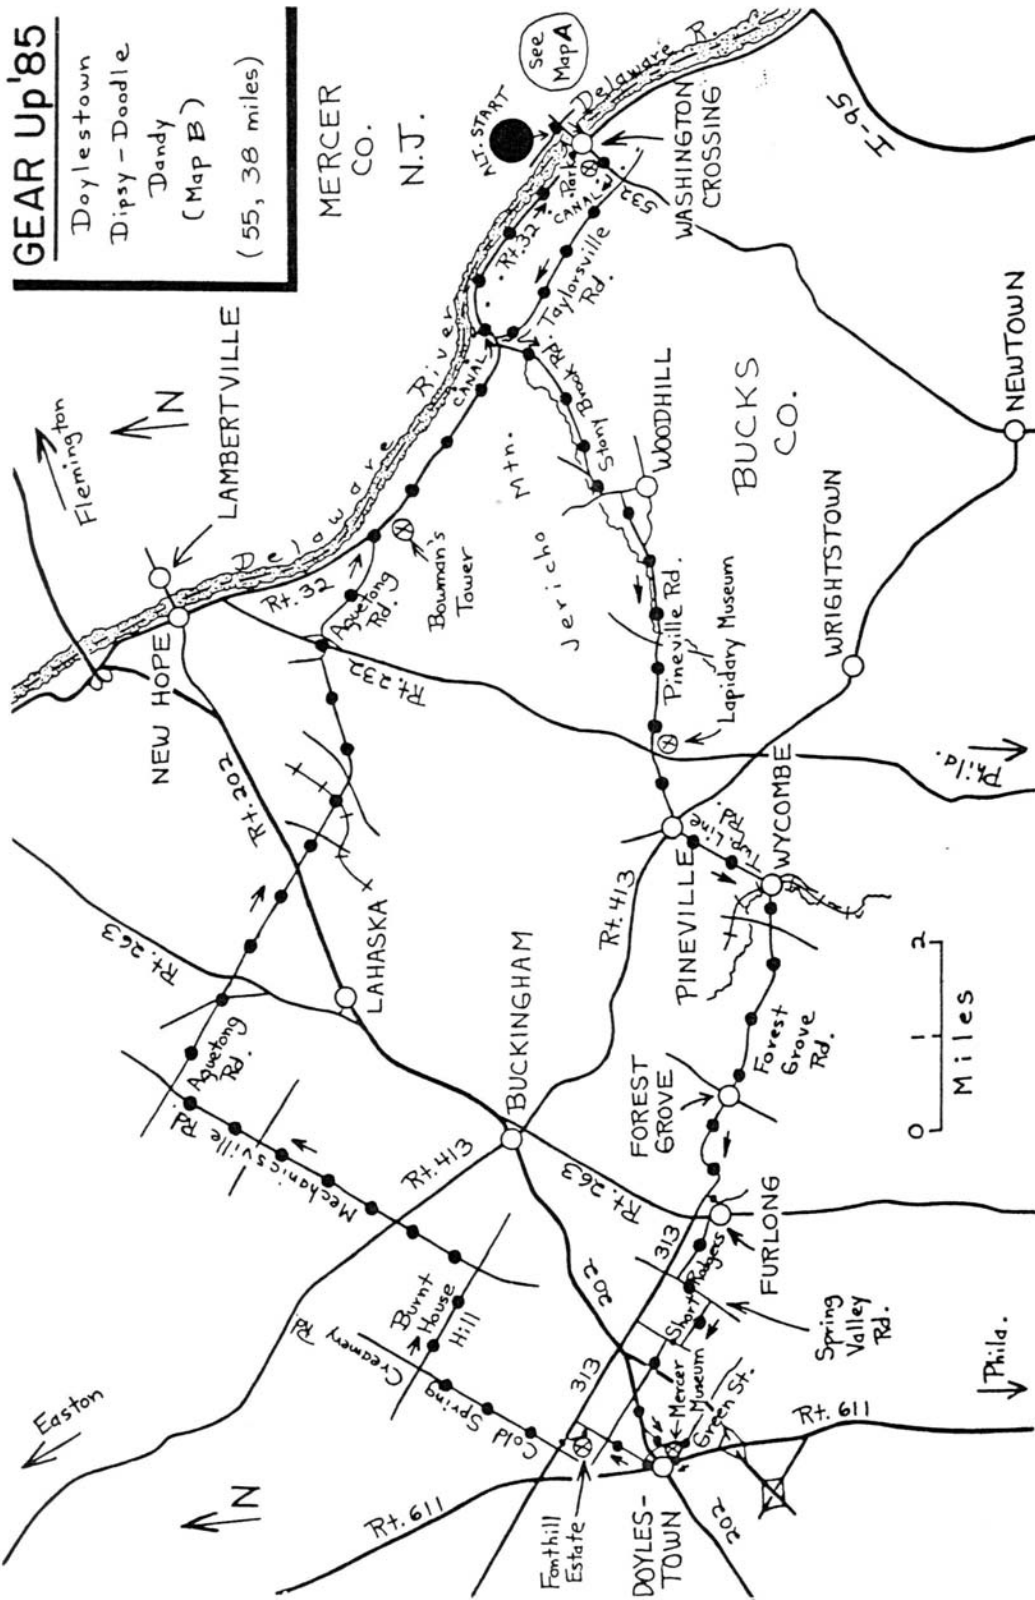 GEAR Up '85
Doylestown
Dipsy-Doodle
Dandy
(Map B)
(55, 38 miles)
MERCER
CO.
N.J.
See
Map A
ALT. START
Delaware R.
WASHINGTON
CROSSING
I-95
Park
CANAL
532
Rt. 32
Taylorsville
Rd.
CANAL
Delaware River
Flemington
N
LAMBERTVILLE
NEW HOPE
Rt. 32
Aquetong
Rd.
Bowman's
Tower
Jericho Mtn.
Stony Brook Rd.
WOODHILL
BUCKS
CO.
NEWTOWN
WRIGHTSTOWN
Pineville Rd.
Lapidary Museum
Rt. 232
Phila.
Rt. 202
Rt. 263
LAHASKA
PINEVILLE
Twp. Line
Rd.
WYCOMBE
Rt. 413
BUCKINGHAM
Aquetong
Rd.
Mechanicsville Rd.
Rt. 413
Rt. 263
FOREST
GROVE
Forest
Grove
Rd.
0 1 2
Miles
FURLONG
313
Rodgers
Short
Spring
Valley
Rd.
202
Burnt
House
Hill
Cold Spring Creamery Rd.
313
Mercer
Museum
Green St.
Easton
N
Rt. 611
Fonthill
Estate
DOYLES-
TOWN
202
Rt. 611
Phila.